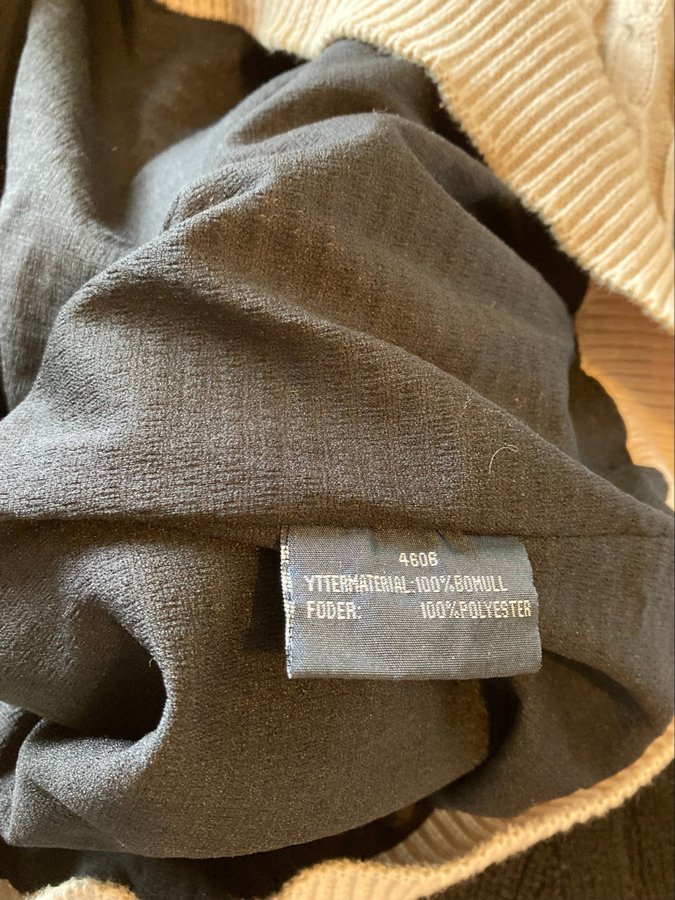 4606
YTTERMATERIAL:100%BOMULL
FODER: 100%POLYESTER